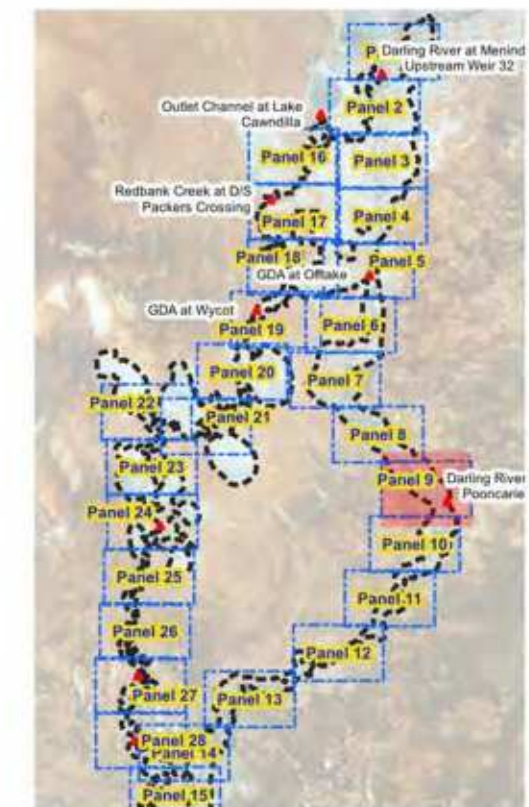 Darling River at Menind
Upstream Weir 32
Panel 2
Outlet Channel at Lake
Cawndilla
Panel 16
Panel 3
Redbank Creek at D/S
Packers Crossing
Panel 17
Panel 4
Panel 18
Panel 5
GDA at Offtake
GDA at Wycot
Panel 19
Panel 6
Panel 20
Panel 7
Panel 22
Panel 21
Panel 8
Panel 23
Panel 9
Darling River
Pooncarie
Panel 24
Panel 10
Panel 25
Panel 11
Panel 26
Panel 12
Panel 27
Panel 13
Panel 28
Panel 14
Panel 15